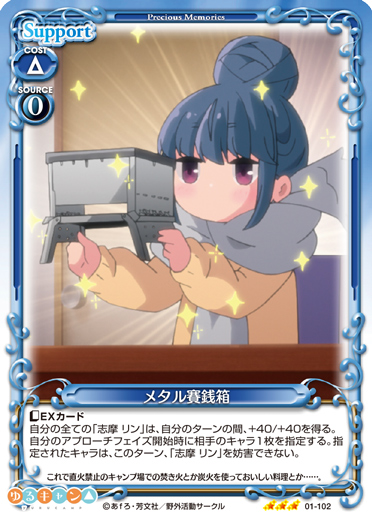 Precious Memories
Support
COST
SOURCE
0
メタル賽銭箱
EXカード
自分の全ての「志摩 リン」は、自分のターンの間、+40/+40を得る。
自分のアプローチフェイズ開始時に相手のキャラ1枚を指定する。指
定されたキャラは、このターン、「志摩 リン」を妨害できない。
これで直火禁止のキャンプ場での焚き火とか炭火を使っておいしい料理とか……。
ゆるキャン△
©あfろ・芳文社/野外活動サークル
01-102